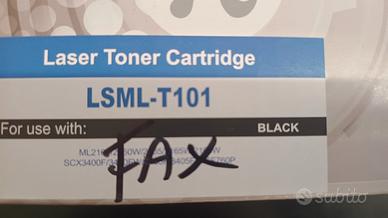 Laser Toner Cartridge
LSML-T101
For use with: BLACK
FAX
subito